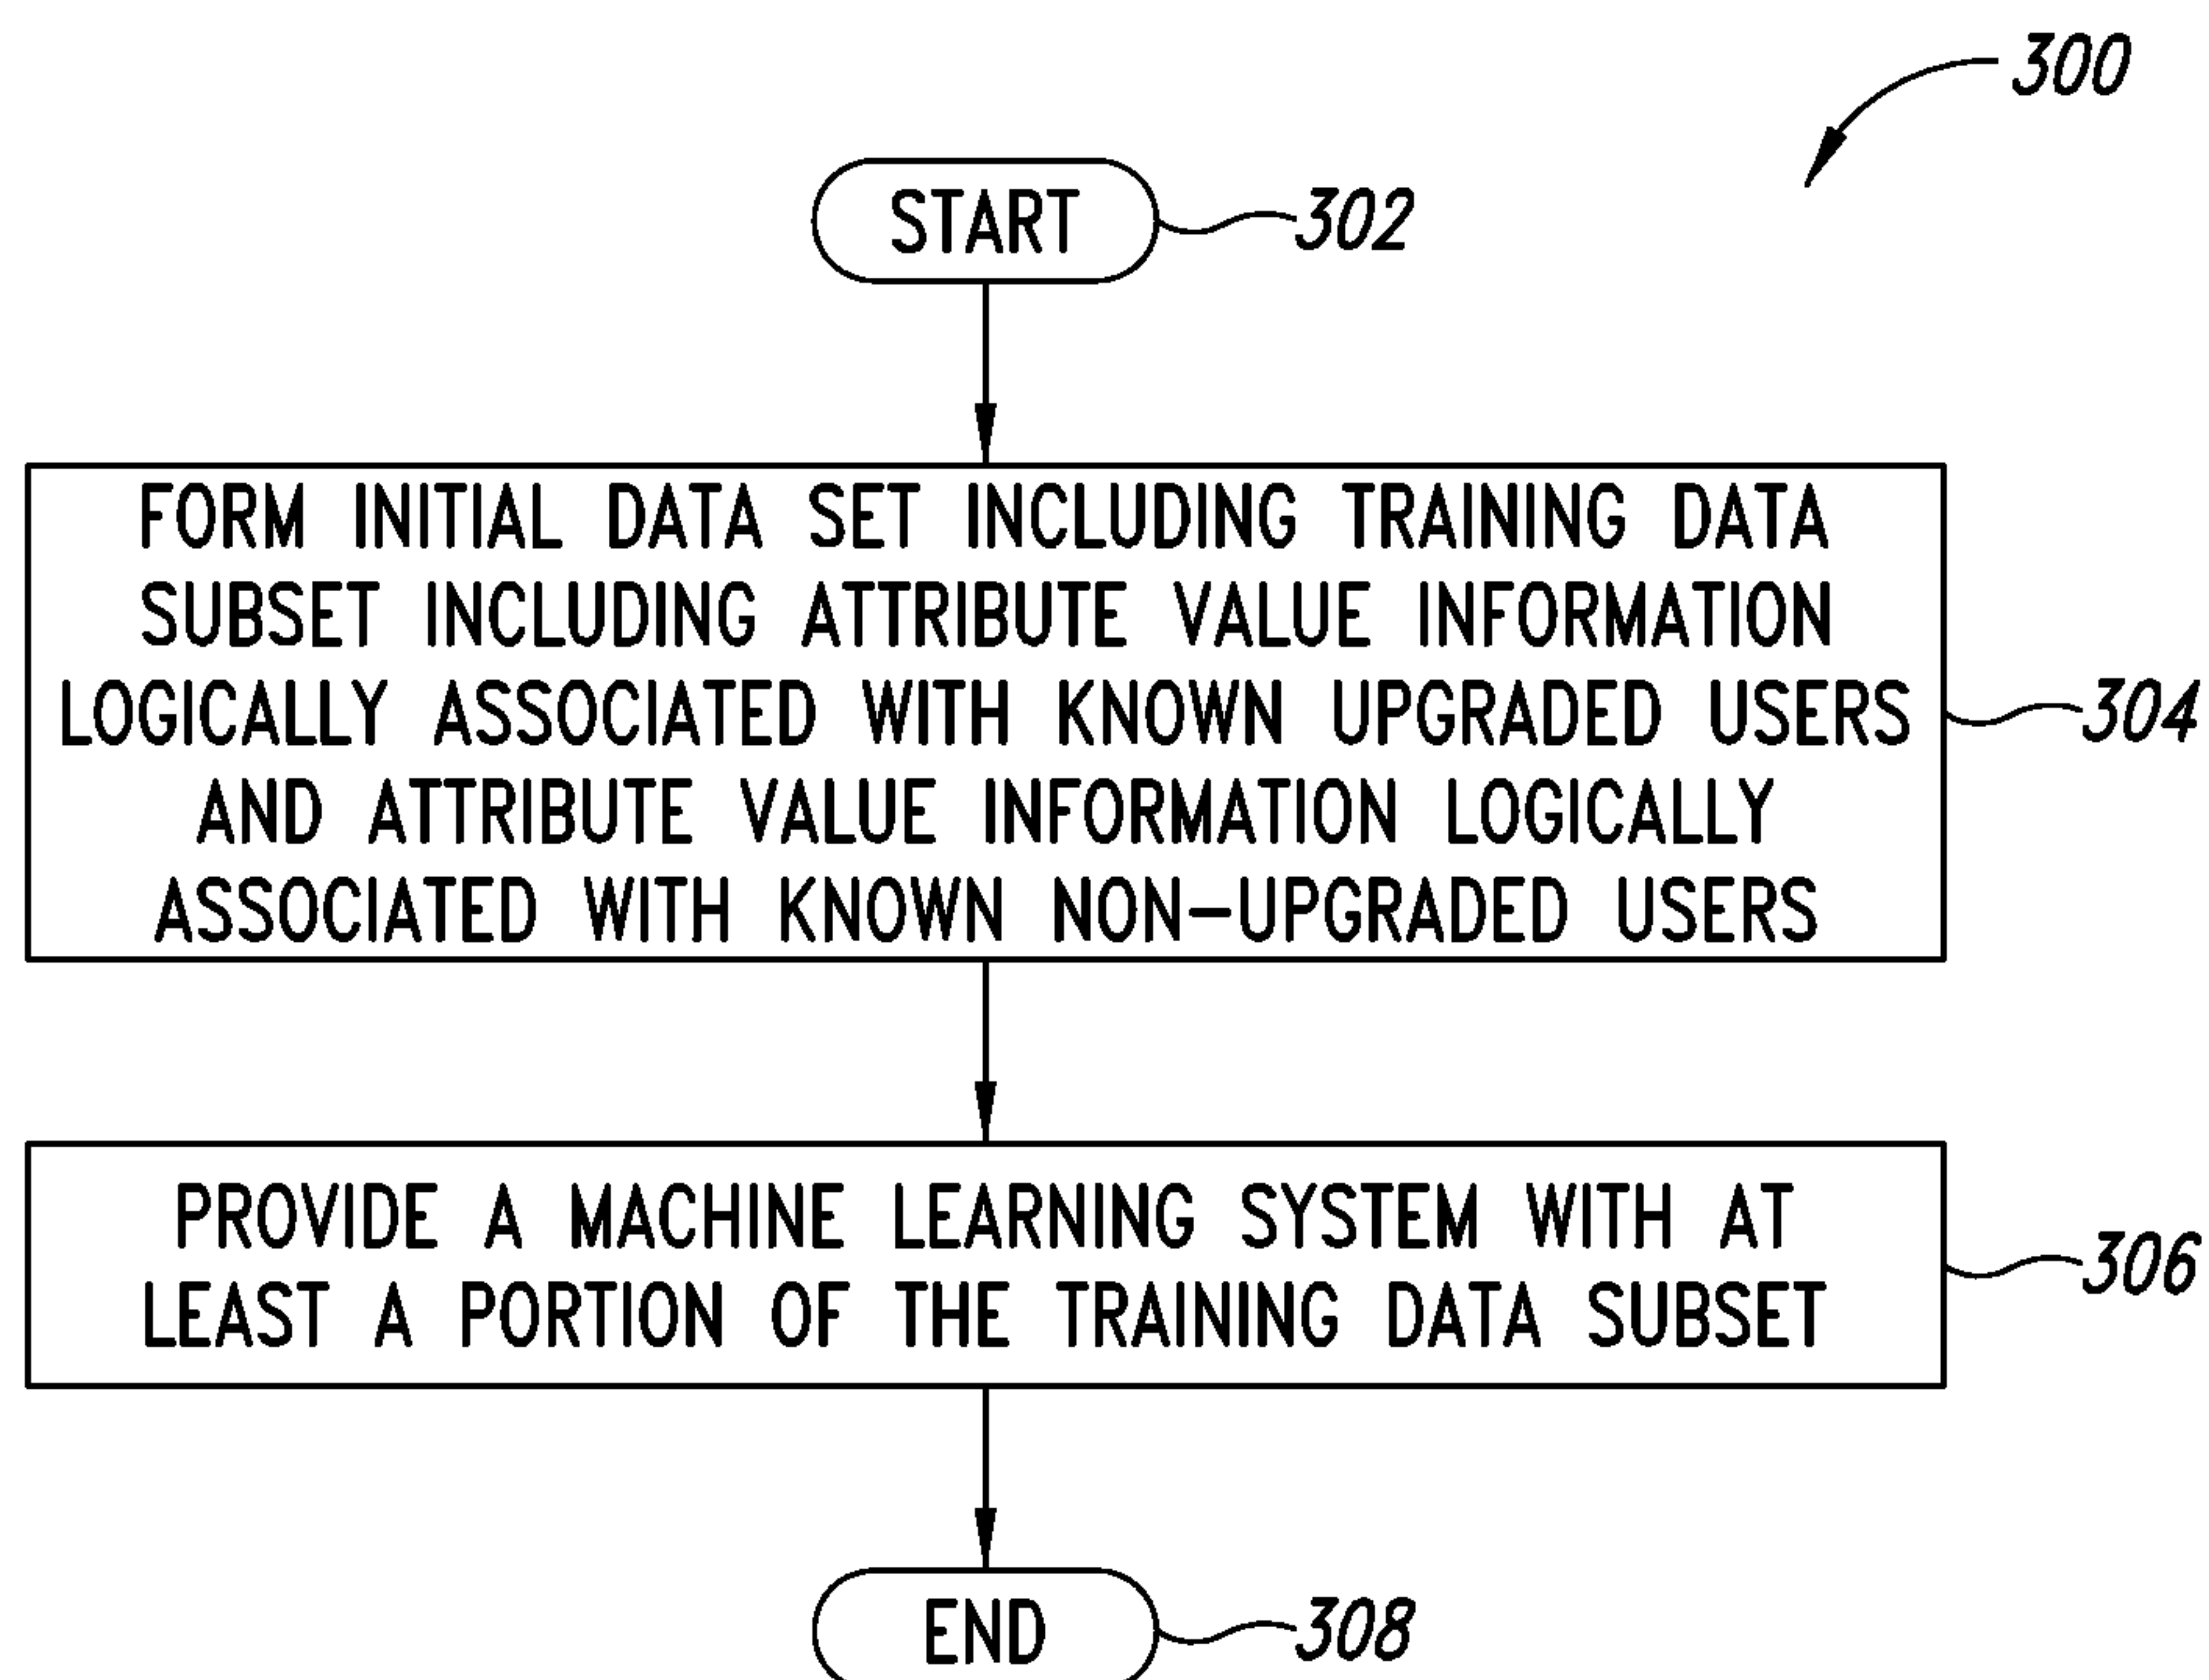 300
START
302
FORM INITIAL DATA SET INCLUDING TRAINING DATA
SUBSET INCLUDING ATTRIBUTE VALUE INFORMATION
LOGICALLY ASSOCIATED WITH KNOWN UPGRADED USERS
AND ATTRIBUTE VALUE INFORMATION LOGICALLY
ASSOCIATED WITH KNOWN NON-UPGRADED USERS
304
PROVIDE A MACHINE LEARNING SYSTEM WITH AT
LEAST A PORTION OF THE TRAINING DATA SUBSET
306
END
308